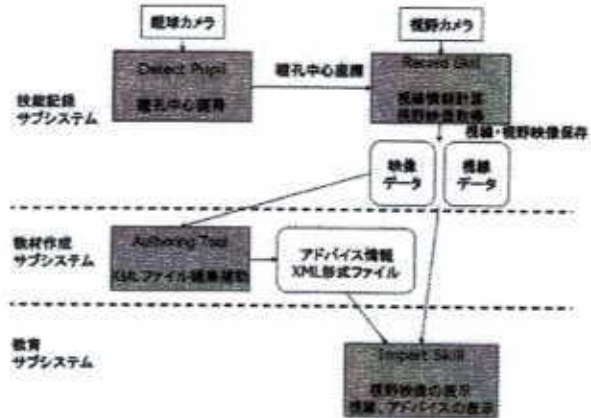 眼球カメラ
視野カメラ
Detect Pupil
瞳孔中心座標
瞳孔中心座標
Record Skill
視線情報計算
視野映像取得
技能記録
サブシステム
視線・視野映像保存
映像
データ
視線
データ
教材作成
サブシステム
Authoring Tool
XMLファイル編集補助
アドバイス情報
XML形式ファイル
教育
サブシステム
Impart Skill
視野映像の表示
視線、アドバイスの表示